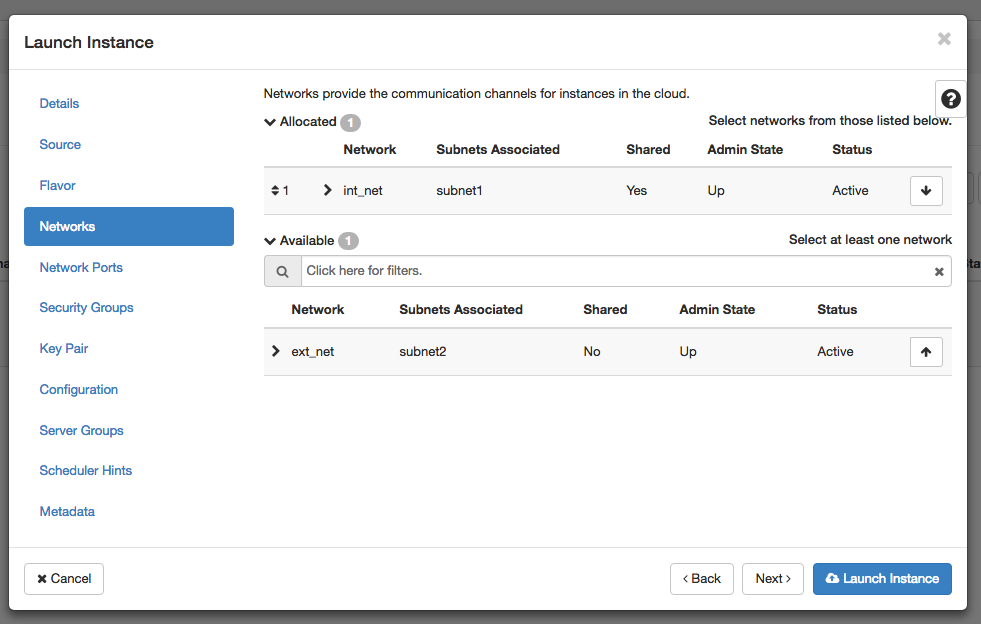 Launch Instance
Details
Source
Flavor
Networks
Network Ports
Security Groups
Key Pair
Configuration
Server Groups
Scheduler Hints
Metadata
Networks provide the communication channels for instances in the cloud.
Allocated 1
Select networks from those listed below.
Network Subnets Associated Shared Admin State Status
1 int_net subnet1 Yes Up Active
Available 1
Select at least one network
Click here for filters.
Network Subnets Associated Shared Admin State Status
ext_net subnet2 No Up Active
Cancel
Back
Next
Launch Instance